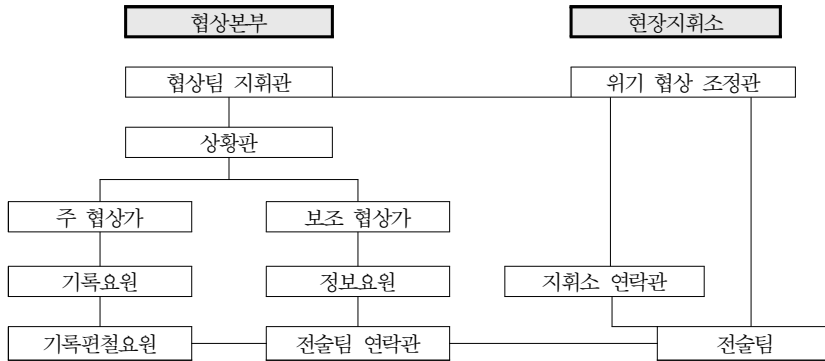 협상본부
현장지휘소
협상팀 지휘관
위기 협상 조정관
상황판
주 협상가
보조 협상가
기록요원
정보요원
지휘소 연락관
기록편철요원
전술팀 연락관
전술팀